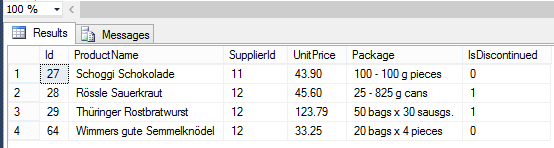 100 %
Results Messages
Id ProductName SupplierId UnitPrice Package IsDiscontinued
1 27 Schoggi Schokolade 11 43.90 100 - 100 g pieces 0
2 28 Rössle Sauerkraut 12 45.60 25 - 825 g cans 1
3 29 Thüringer Rostbratwurst 12 123.79 50 bags x 30 sausgs. 1
4 64 Wimmers gute Semmelknödel 12 33.25 20 bags x 4 pieces 0